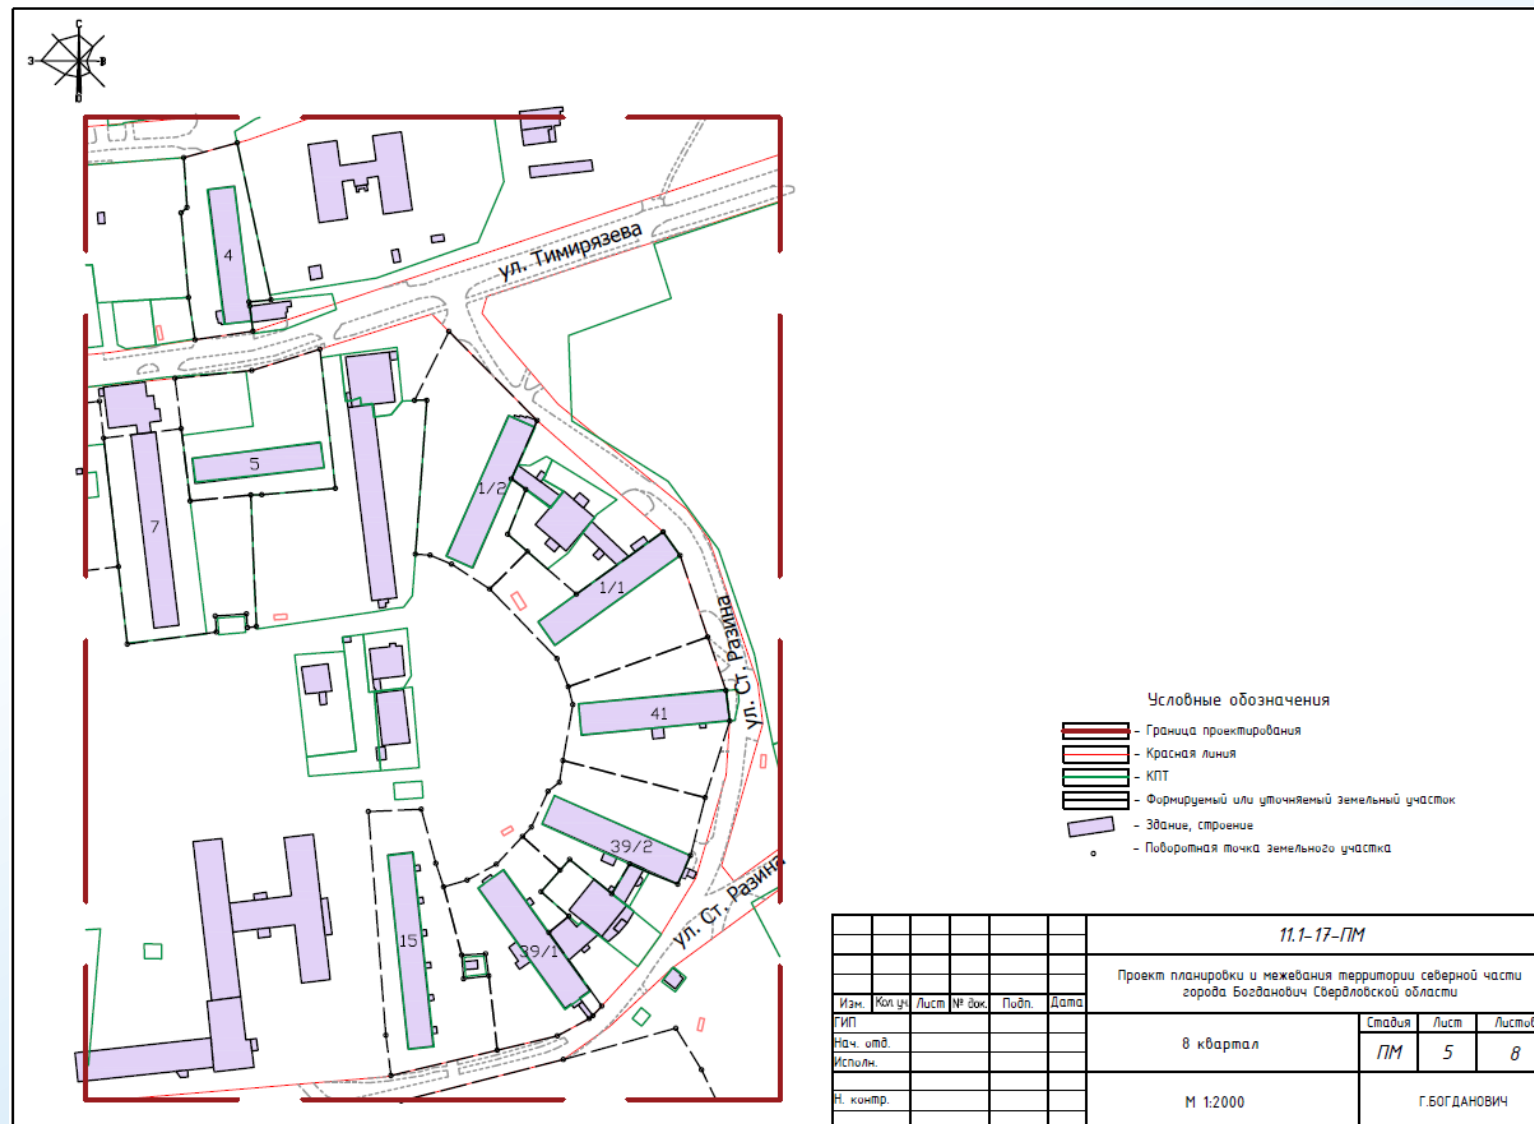 С
З
В
Ю
4
ул. Тимирязева
5
7
1/2
1/1
ул. Ст. Разина
41
39/2
ул. Ст. Разина
15
39/1
Условные обозначения
- Граница проектирования
- Красная линия
- КПТ
- Формируемый или уточняемый земельный участок
- Здание, строение
- Поворотная точка земельного участка
11.1-17-ПМ
Проект планировки и межевания территории северной части
города Богданович Свердловской области
Изм. Кол.уч Лист № док. Подп. Дата
ГИП
Нач. отд.
Исполн.
Н. контр.
8 квартал
Стадия Лист Листов
ПМ 5 8
М 1:2000
Г.БОГДАНОВИЧ